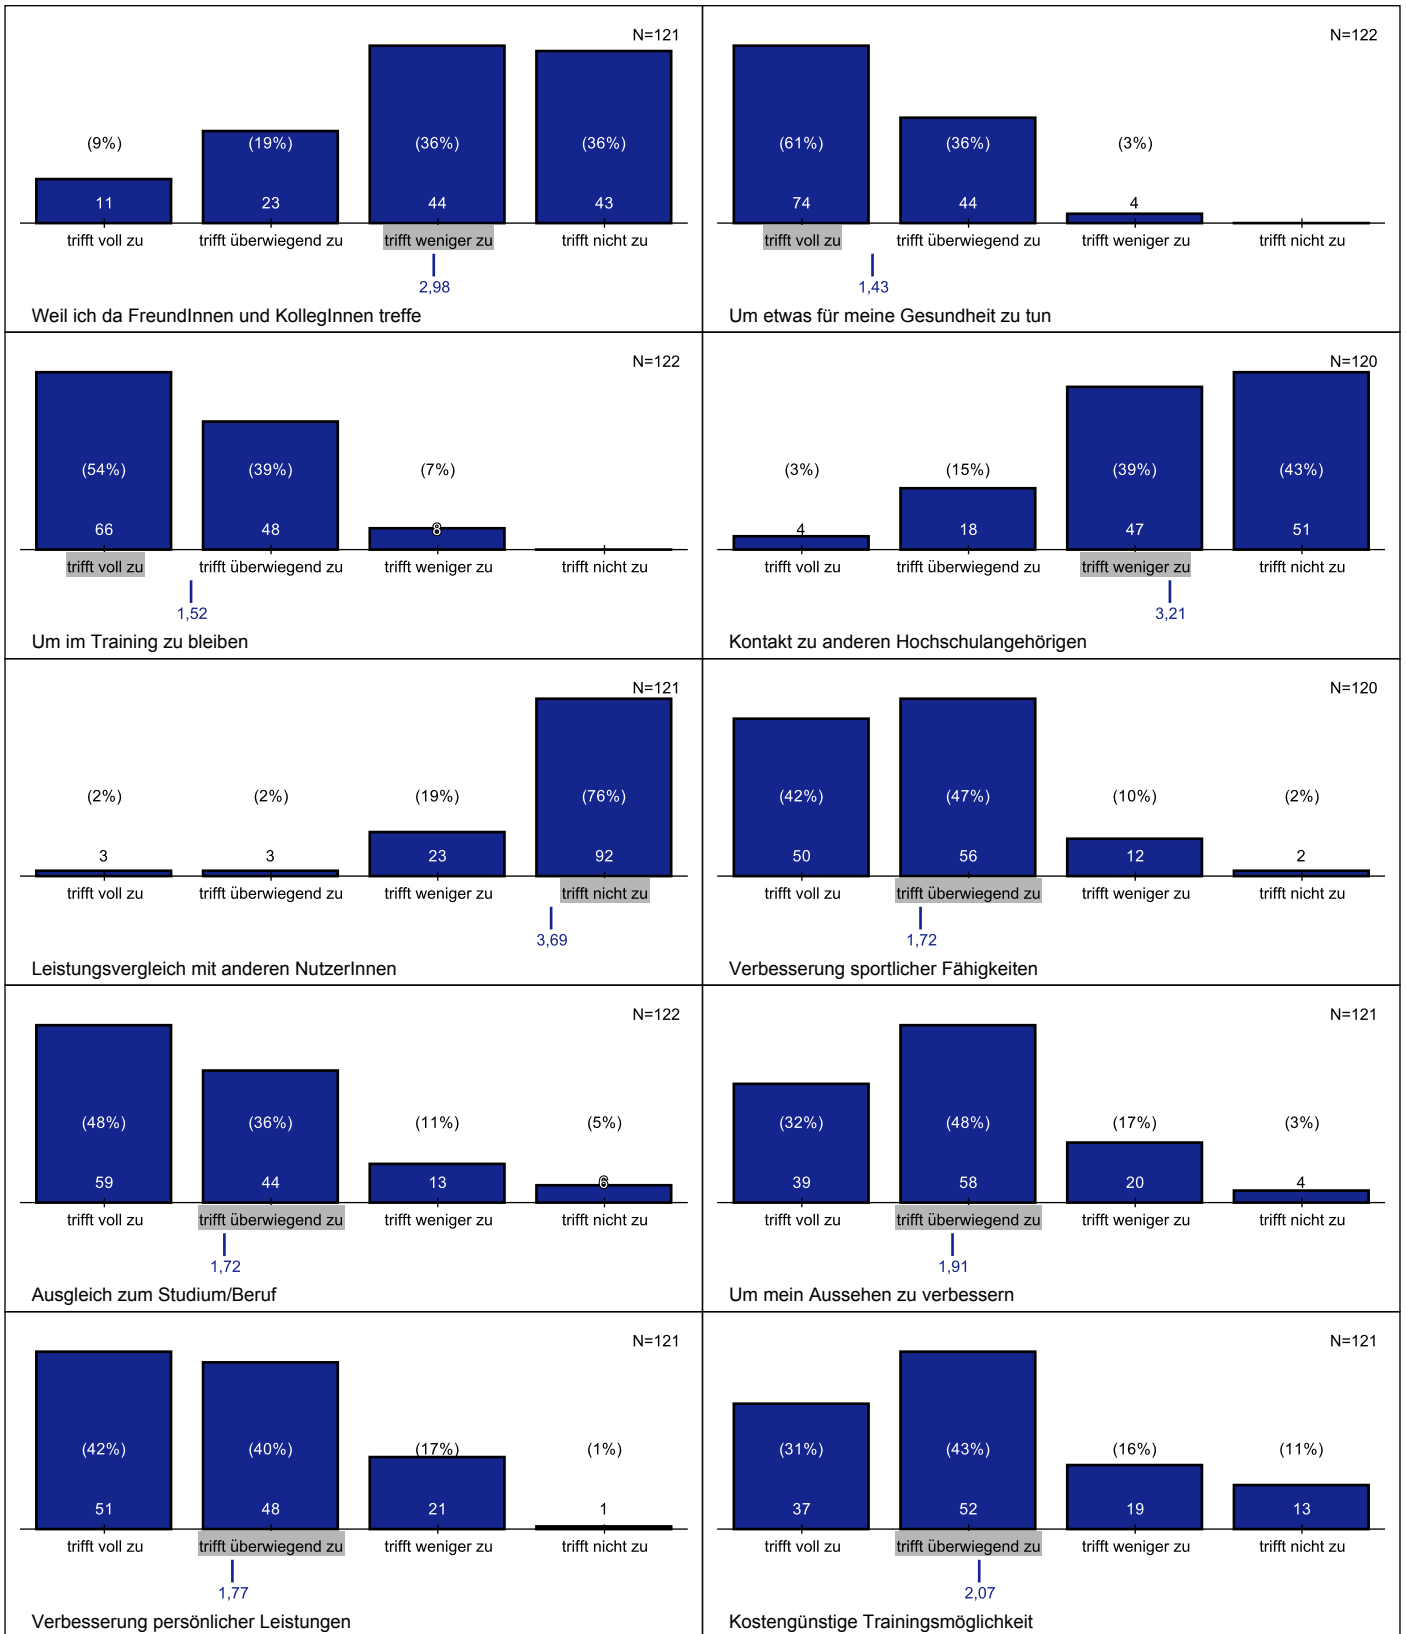 N=121
(9%) (19%) (36%) (36%)
11 23 44 43
trifft voll zu trifft überwiegend zu trifft weniger zu trifft nicht zu
2,98
Weil ich da FreundInnen und KollegInnen treffe
N=122
(61%) (36%) (3%)
74 44 4
trifft voll zu trifft überwiegend zu trifft weniger zu trifft nicht zu
1,43
Um etwas für meine Gesundheit zu tun
N=122
(54%) (39%) (7%)
66 48 8
trifft voll zu trifft überwiegend zu trifft weniger zu trifft nicht zu
1,52
Um im Training zu bleiben
N=120
(3%) (15%) (39%) (43%)
4 18 47 51
trifft voll zu trifft überwiegend zu trifft weniger zu trifft nicht zu
3,21
Kontakt zu anderen Hochschulangehörigen
N=121
(2%) (2%) (19%) (76%)
3 3 23 92
trifft voll zu trifft überwiegend zu trifft weniger zu trifft nicht zu
3,69
Leistungsvergleich mit anderen NutzerInnen
N=120
(42%) (47%) (10%) (2%)
50 56 12 2
trifft voll zu trifft überwiegend zu trifft weniger zu trifft nicht zu
1,72
Verbesserung sportlicher Fähigkeiten
N=122
(48%) (36%) (11%) (5%)
59 44 13 6
trifft voll zu trifft überwiegend zu trifft weniger zu trifft nicht zu
1,72
Ausgleich zum Studium/Beruf
N=121
(32%) (48%) (17%) (3%)
39 58 20 4
trifft voll zu trifft überwiegend zu trifft weniger zu trifft nicht zu
1,91
Um mein Aussehen zu verbessern
N=121
(42%) (40%) (17%) (1%)
51 48 21 1
trifft voll zu trifft überwiegend zu trifft weniger zu trifft nicht zu
1,77
Verbesserung persönlicher Leistungen
N=121
(31%) (43%) (16%) (11%)
37 52 19 13
trifft voll zu trifft überwiegend zu trifft weniger zu trifft nicht zu
2,07
Kostengünstige Trainingsmöglichkeit